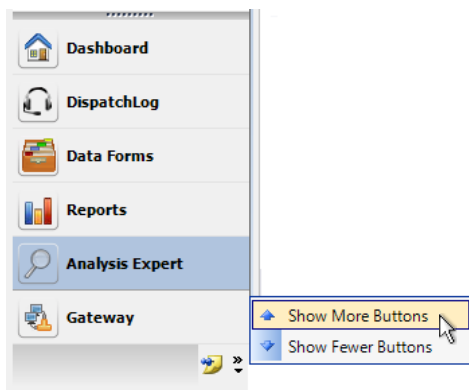 Dashboard
DispatchLog
Data Forms
Reports
Analysis Expert
Gateway
Show More Buttons
Show Fewer Buttons